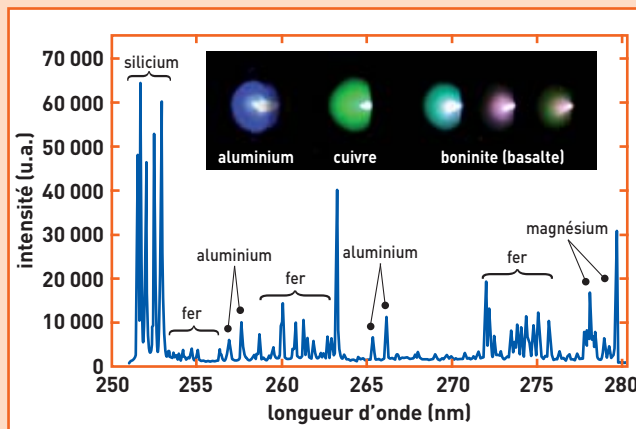 70 000
60 000
50 000
40 000
30 000
20 000
10 000
0
intensité (u.a.)
silicium
aluminium
cuivre
boninite (basalte)
fer
aluminium
fer
aluminium
fer
magnésium
250
255
260
265
270
275
280
longueur d'onde (nm)